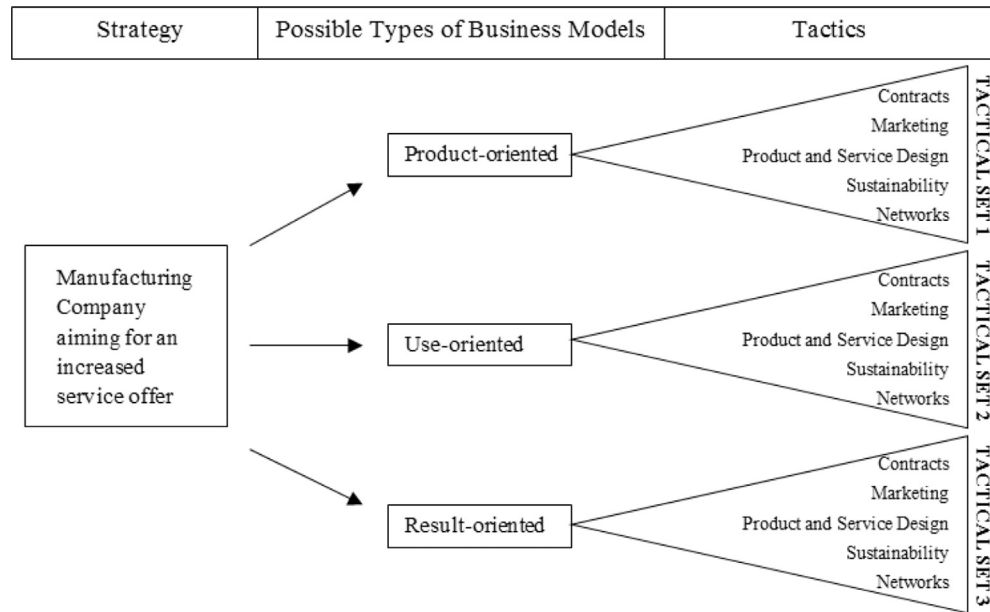 Strategy
Possible Types of Business Models
Tactics
Manufacturing
Company
aiming for an
increased
service offer
Product-oriented
Contracts
Marketing
Product and Service Design
Sustainability
Networks
TACTICAL SET 1
Use-oriented
Contracts
Marketing
Product and Service Design
Sustainability
Networks
TACTICAL SET 2
Result-oriented
Contracts
Marketing
Product and Service Design
Sustainability
Networks
TACTICAL SET 3